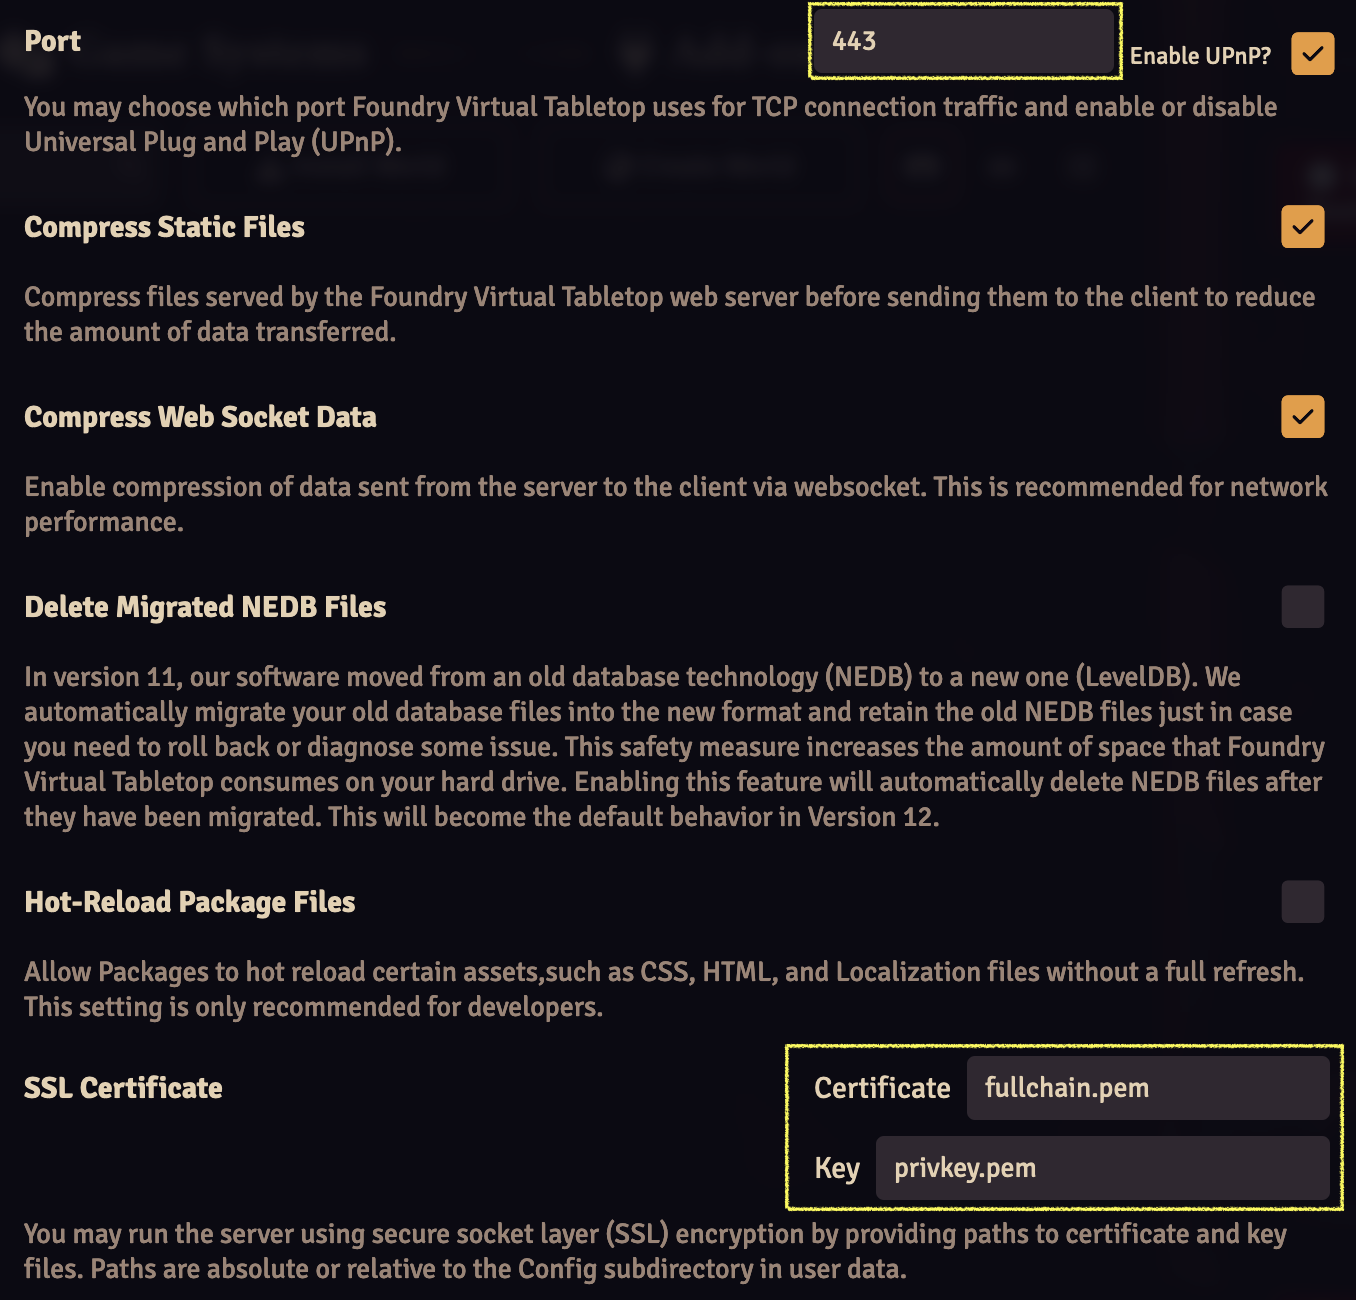 Port
443
Enable UPnP?
You may choose which port Foundry Virtual Tabletop uses for TCP connection traffic and enable or disable
Universal Plug and Play (UPnP).
Compress Static Files
Compress files served by the Foundry Virtual Tabletop web server before sending them to the client to reduce
the amount of data transferred.
Compress Web Socket Data
Enable compression of data sent from the server to the client via websocket. This is recommended for network
performance.
Delete Migrated NEDB Files
In version 11, our software moved from an old database technology (NEDB) to a new one (LevelDB). We
automatically migrate your old database files into the new format and retain the old NEDB files just in case
you need to roll back or diagnose some issue. This safety measure increases the amount of space that Foundry
Virtual Tabletop consumes on your hard drive. Enabling this feature will automatically delete NEDB files after
they have been migrated. This will become the default behavior in Version 12.
Hot-Reload Package Files
Allow Packages to hot reload certain assets,such as CSS, HTML, and Localization files without a full refresh.
This setting is only recommended for developers.
SSL Certificate
Certificate fullchain.pem
Key privkey.pem
You may run the server using secure socket layer (SSL) encryption by providing paths to certificate and key
files. Paths are absolute or relative to the Config subdirectory in user data.